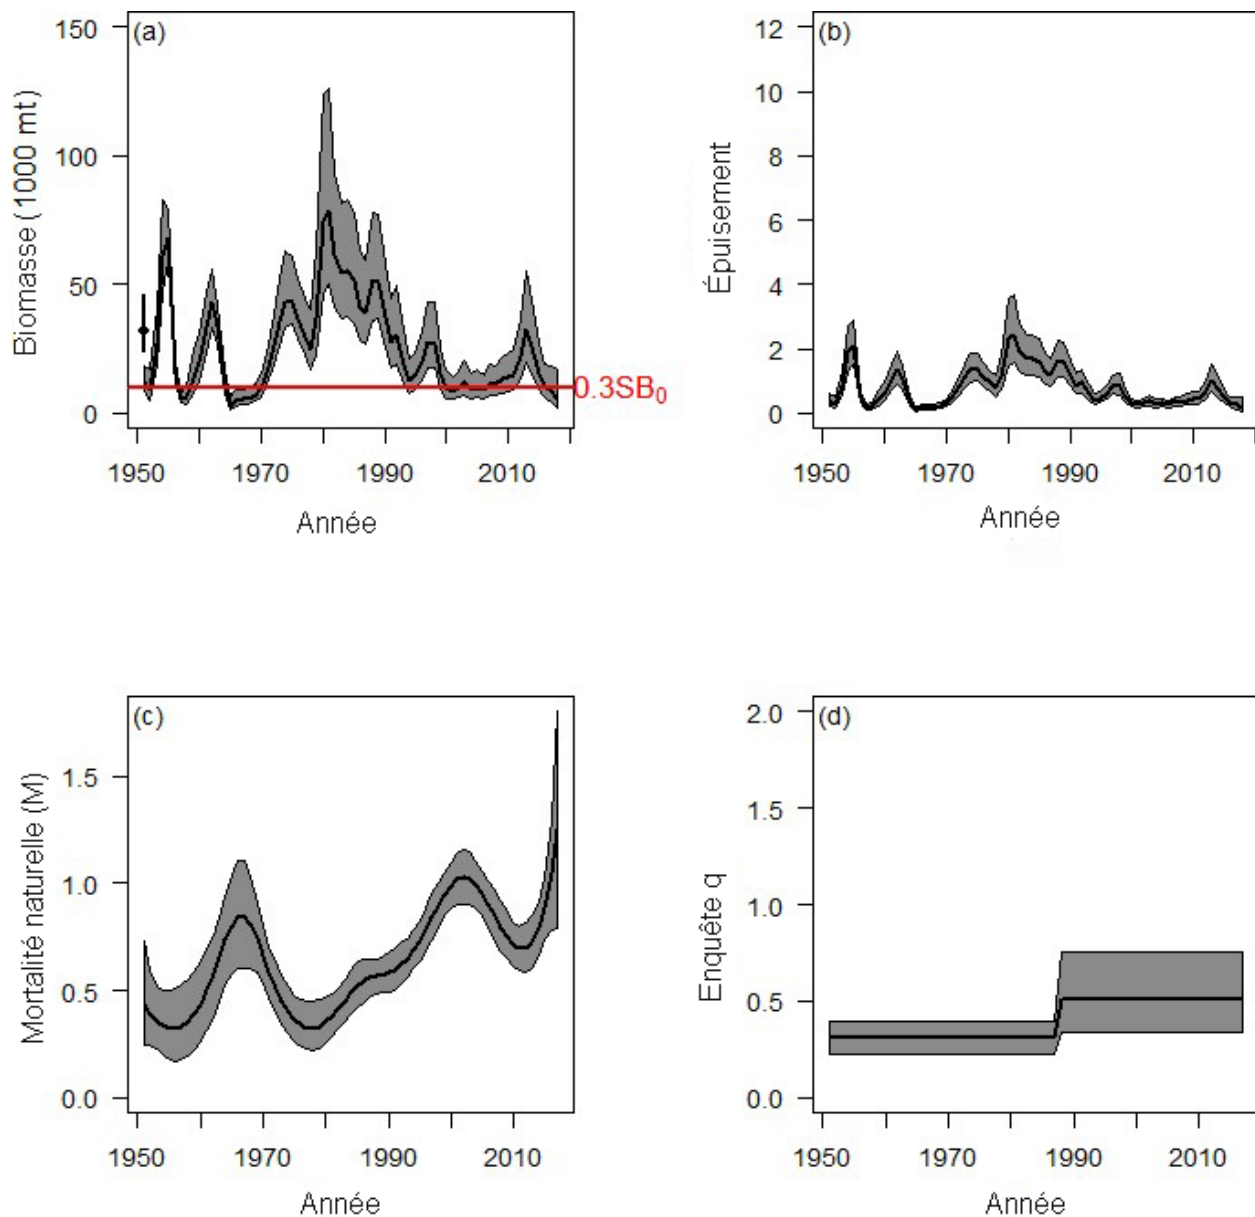 (a)
150
100
50
0
Biomasse (1000 mt)
0.3SB₀
1950 1970 1990 2010
Année
(b)
12
10
8
6
4
2
0
Épuisement
1950 1970 1990 2010
Année
(c)
1.5
1.0
0.5
0.0
Mortalité naturelle (M)
1950 1970 1990 2010
Année
(d)
2.0
1.5
1.0
0.5
0.0
Enquête q
1950 1970 1990 2010
Année